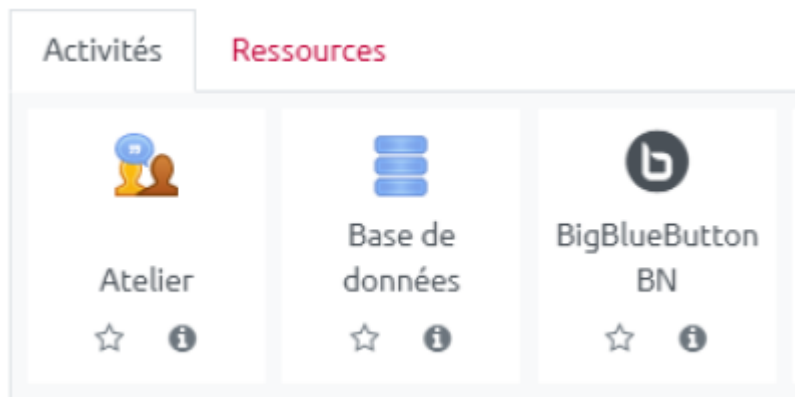 Activités
Ressources
Atelier
Base de
données
BigBlueButton
BN